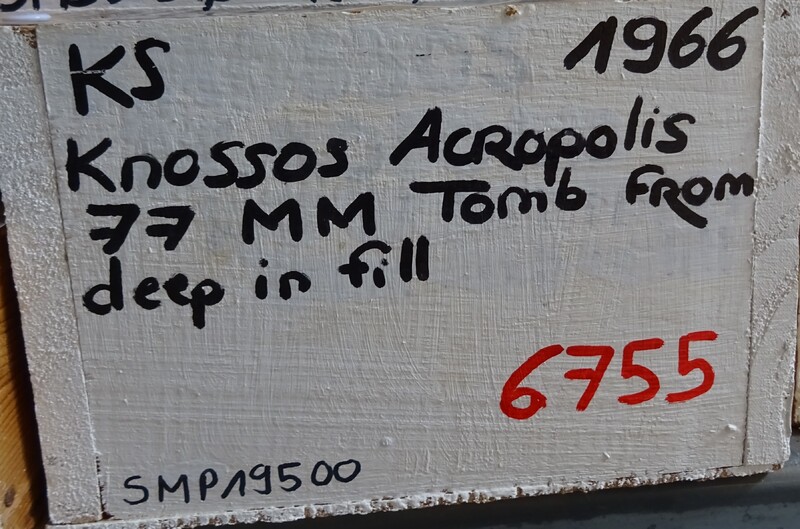 KS 1966
Knossos Acropolis
77 MM Tomb From
deep in fill
6755
SMP19500